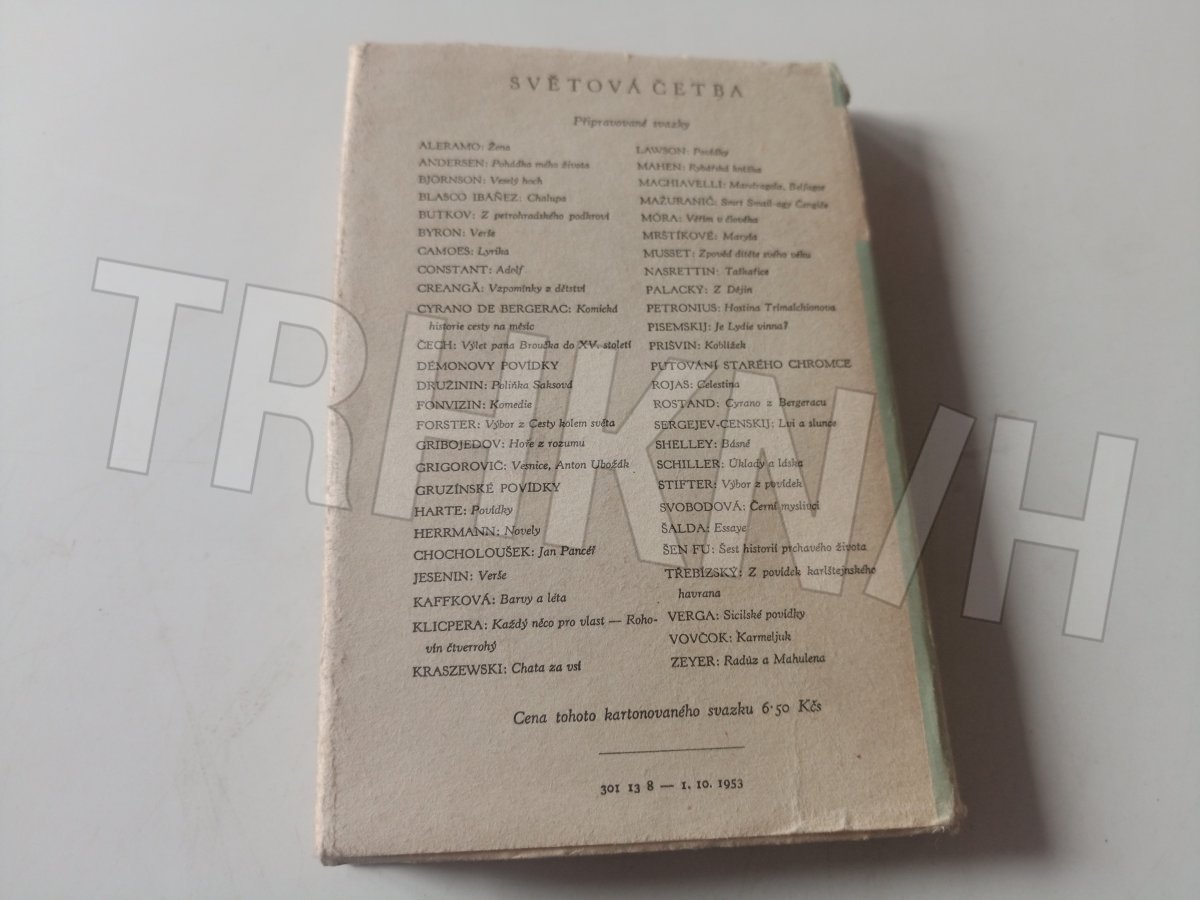 SVĚTOVÁ ČETBA
Připravované svazky
ALERAMO: Žena
ANDERSEN: Pohádka mého života
BJÖRNSON: Veselý hoch
BLASCO IBÁÑEZ: Chalupa
BUTKOV: Z petrohradského podkroví
BYRON: Verše
CAMOES: Lyrika
CONSTANT: Adolf
CREANGĂ: Vzpomínky z dětství
CYRANO DE BERGERAC: Komická
historie cesty na měsíc
ČECH: Výlet pana Broučka do XV. století
DÉMONOVY POVÍDKY
DRUŽININ: Polinka Saksová
FONVIZIN: Komedie
FORSTER: Výbor z Cesty kolem světa
GRIBOJEDOV: Hoře z rozumu
GRIGOROVIČ: Vesnice, Anton Ubožák
GRUZÍNSKÉ POVÍDKY
HARTE: Povídky
HERRMANN: Novely
CHOCHOLOUŠEK: Jan Pancéř
JESENIN: Verše
KAFFKOVÁ: Barvy a léta
KLICPERA: Každý něco pro vlast — Roho-
vín čtverrohý
KRASZEWSKI: Chata za vsí
LAWSON: Povídky
MAHEN: Rybářská knížka
MACHIAVELLI: Mandragola, Belfagor
MAŽURANIĆ: Smrt Smail-agy Čengiće
MÓRA: Věřím v člověka
MRŠTÍKOVÉ: Maryša
MUSSET: Zpověď dítěte svého věku
NASRETTIN: Taškařice
PALACKÝ: Z Dějin
PETRONIUS: Hostina Trimalchionova
PISEMSKIJ: Je Lydie vinna?
PRIŠVIN: Koblížek
PUTOVÁNÍ STARÉHO CHROMCE
ROJAS: Celestina
ROSTAND: Cyrano z Bergeracu
SERGEJEV-CENSKIJ: Lvi a slunce
SHELLEY: Básně
SCHILLER: Úklady a láska
STIFTER: Výbor z povídek
SVOBODOVÁ: Černí myslivci
ŠALDA: Essaye
ŠEN FU: Šest historií prchavého života
TŘEBÍZSKÝ: Z povídek karlštejnského
havrana
VERGA: Sicilské povídky
VOVČOK: Karmeljuk
ZEYER: Radúz a Mahulena
Cena tohoto kartonovaného svazku 6·50 Kčs
301 13 8 — 1. 10. 1953
TRHKNIH